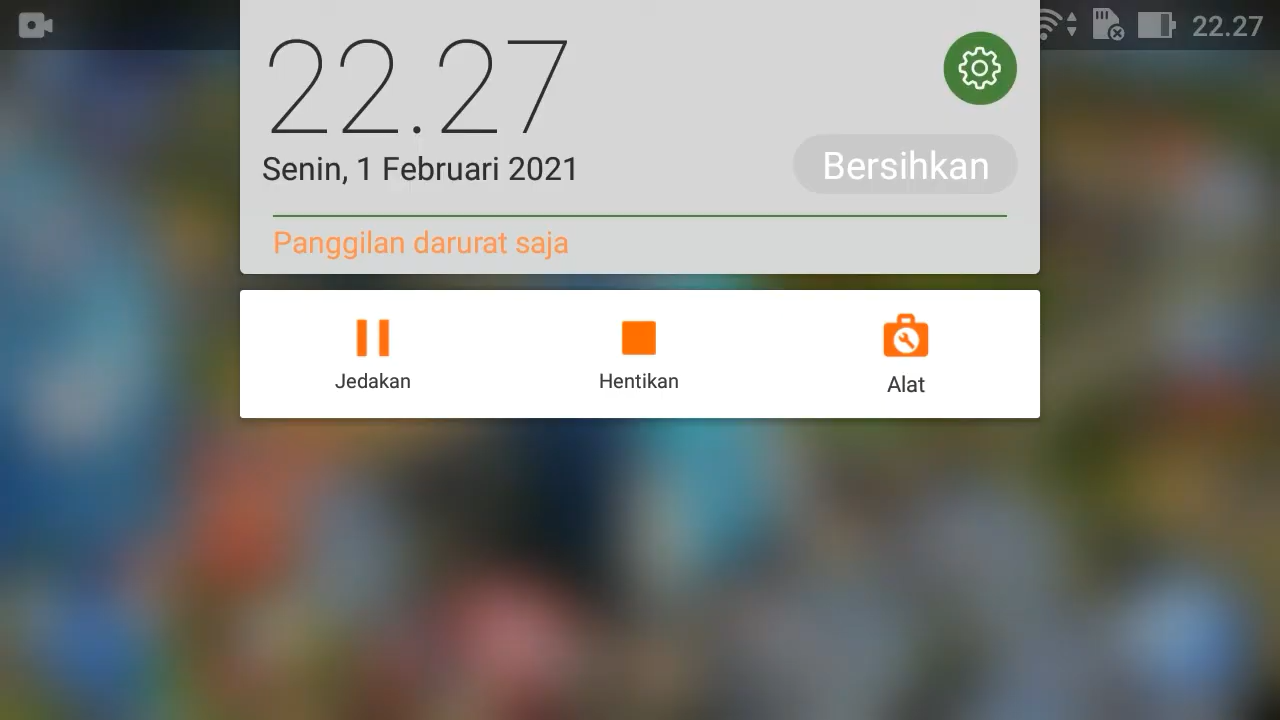 22.27
22.27
Senin, 1 Februari 2021
Bersihkan
Panggilan darurat saja
Jedakan
Hentikan
Alat